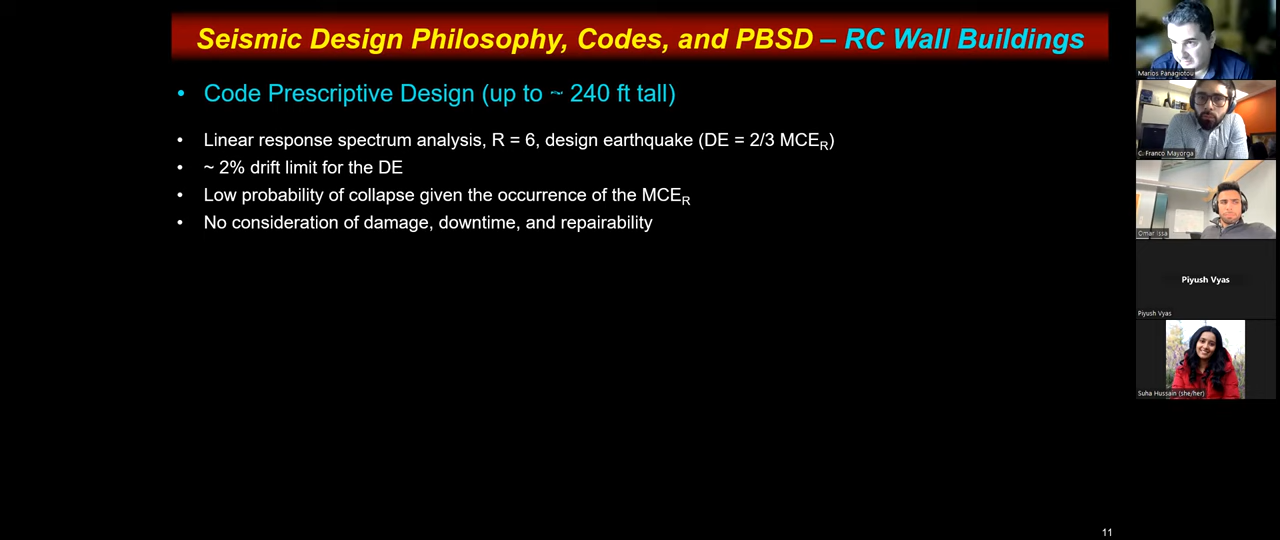 Seismic Design Philosophy, Codes, and PBSD – RC Wall Buildings
• Code Prescriptive Design (up to ~ 240 ft tall)
• Linear response spectrum analysis, R = 6, design earthquake (DE = 2/3 MCER)
• ~ 2% drift limit for the DE
• Low probability of collapse given the occurrence of the MCER
• No consideration of damage, downtime, and repairability
11
Marios Panagiotou
C. Franco Mayorga
Omar Issa
Piyush Vyas
Piyush Vyas
Suha Hussain (she/her)